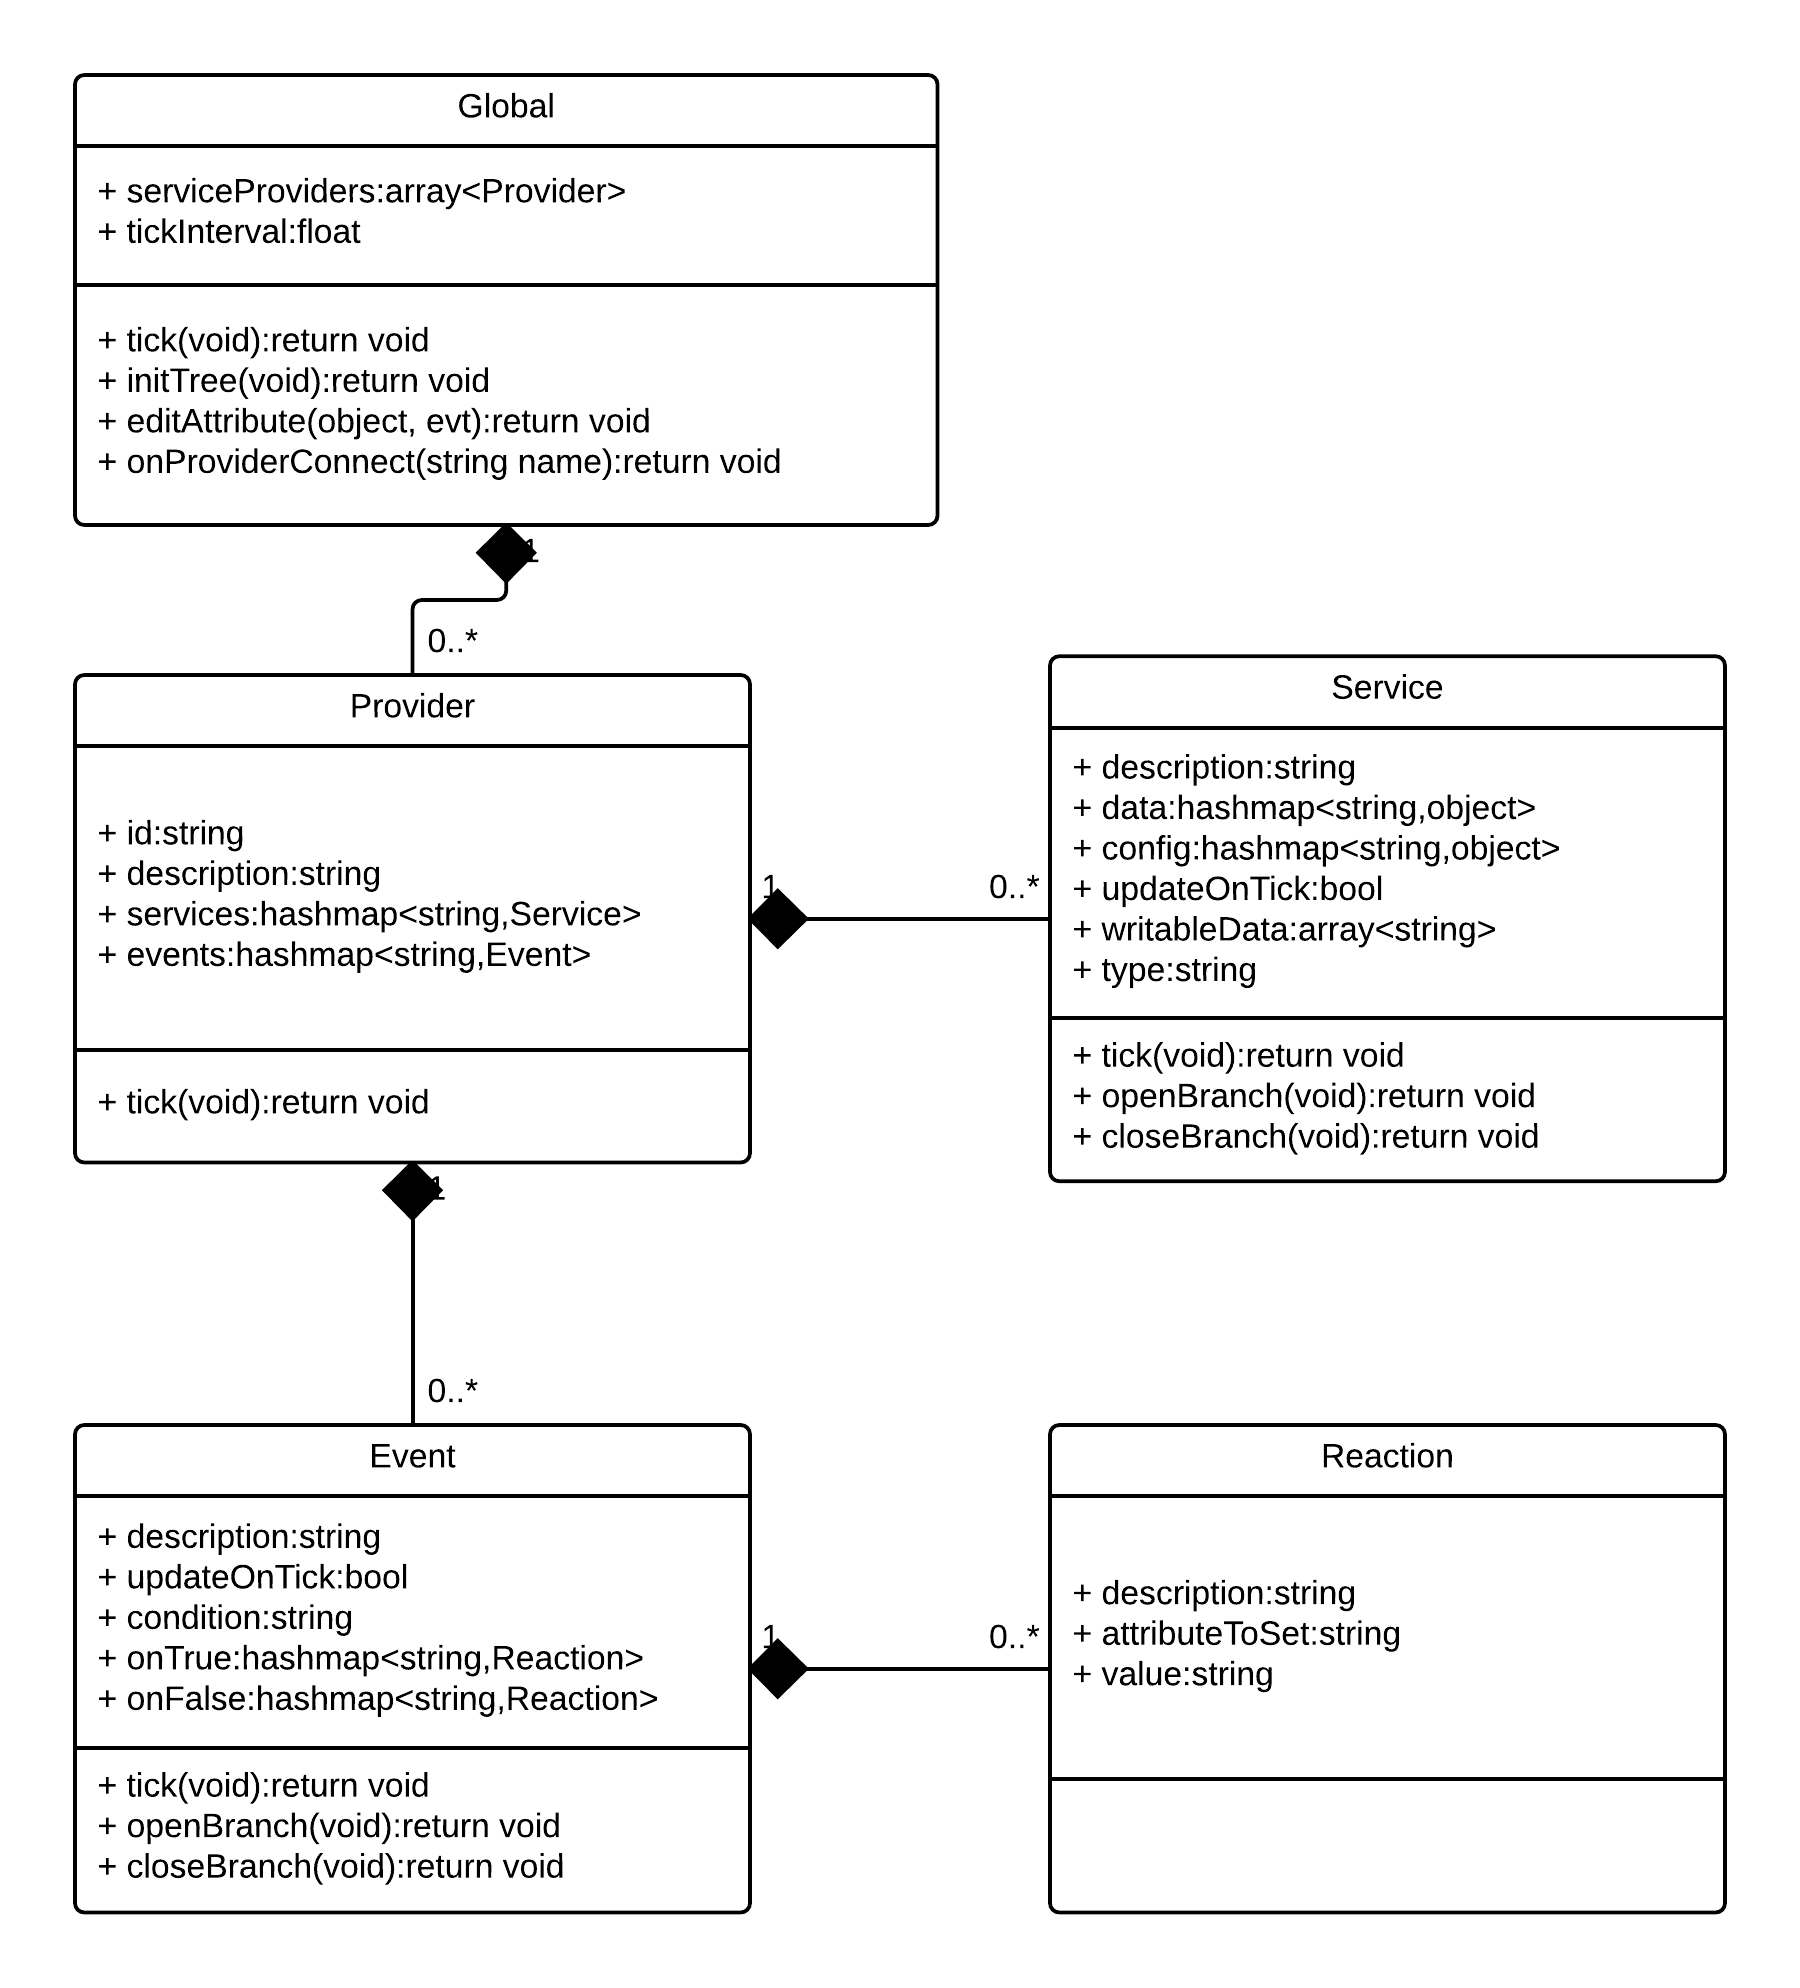 Global
+ serviceProviders:array<Provider>
+ tickInterval:float
+ tick(void):return void
+ initTree(void):return void
+ editAttribute(object, evt):return void
+ onProviderConnect(string name):return void
1
0..*
Provider
+ id:string
+ description:string
+ services:hashmap<string,Service>
+ events:hashmap<string,Event>
+ tick(void):return void
1
0..*
Service
+ description:string
+ data:hashmap<string,object>
+ config:hashmap<string,object>
+ updateOnTick:bool
+ writableData:array<string>
+ type:string
+ tick(void):return void
+ openBranch(void):return void
+ closeBranch(void):return void
1
0..*
Event
+ description:string
+ updateOnTick:bool
+ condition:string
+ onTrue:hashmap<string,Reaction>
+ onFalse:hashmap<string,Reaction>
+ tick(void):return void
+ openBranch(void):return void
+ closeBranch(void):return void
1
0..*
Reaction
+ description:string
+ attributeToSet:string
+ value:string